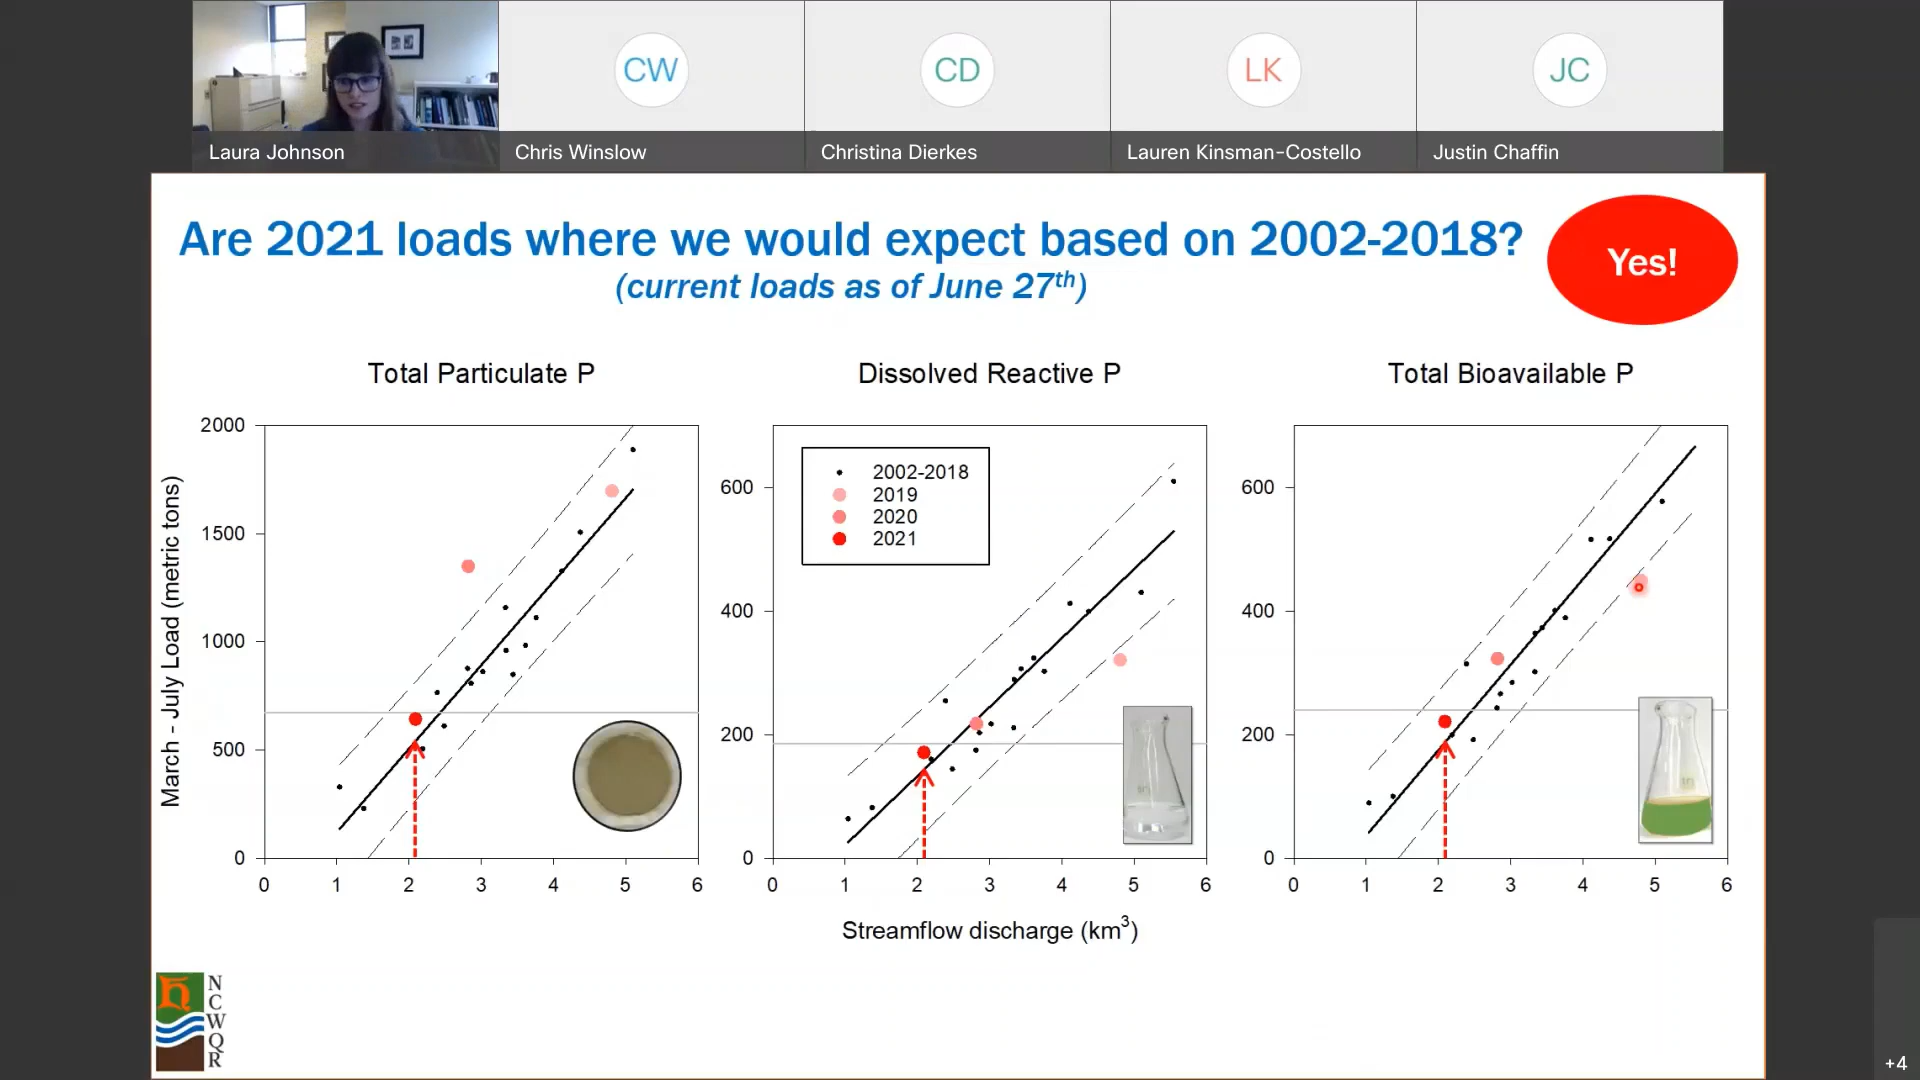 CW
CD
LK
JC
Laura Johnson
Chris Winslow
Christina Dierkes
Lauren Kinsman-Costello
Justin Chaffin
Are 2021 loads where we would expect based on 2002-2018?
(current loads as of June 27th)
Yes!
Total Particulate P
Dissolved Reactive P
Total Bioavailable P
March - July Load (metric tons)
2000
1500
1000
500
0
0 1 2 3 4 5 6
600
400
200
0
0 1 2 3 4 5 6
2002-2018
2019
2020
2021
600
400
200
0
0 1 2 3 4 5 6
Streamflow discharge (km3)
N
C
W
Q
R
+4